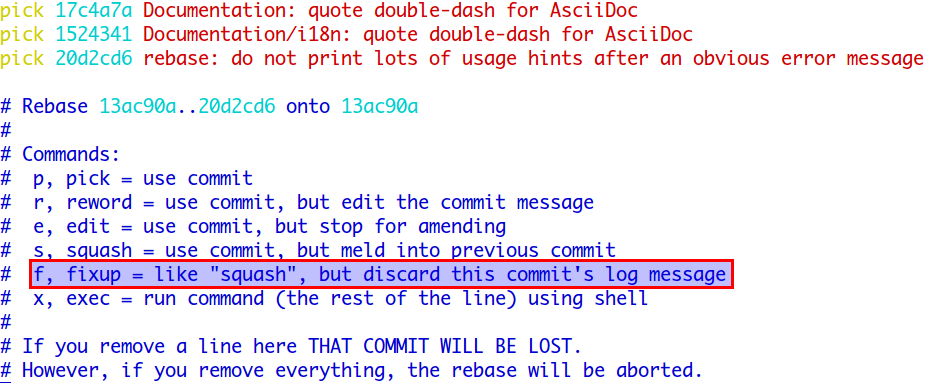 pick 17c4a7a Documentation: quote double-dash for AsciiDoc
pick 1524341 Documentation/i18n: quote double-dash for AsciiDoc
pick 20d2cd6 rebase: do not print lots of usage hints after an obvious error message
# Rebase 13ac90a..20d2cd6 onto 13ac90a
#
# Commands:
#  p, pick = use commit
#  r, reword = use commit, but edit the commit message
#  e, edit = use commit, but stop for amending
#  s, squash = use commit, but meld into previous commit
#  f, fixup = like "squash", but discard this commit's log message
#  x, exec = run command (the rest of the line) using shell
#
# If you remove a line here THAT COMMIT WILL BE LOST.
# However, if you remove everything, the rebase will be aborted.